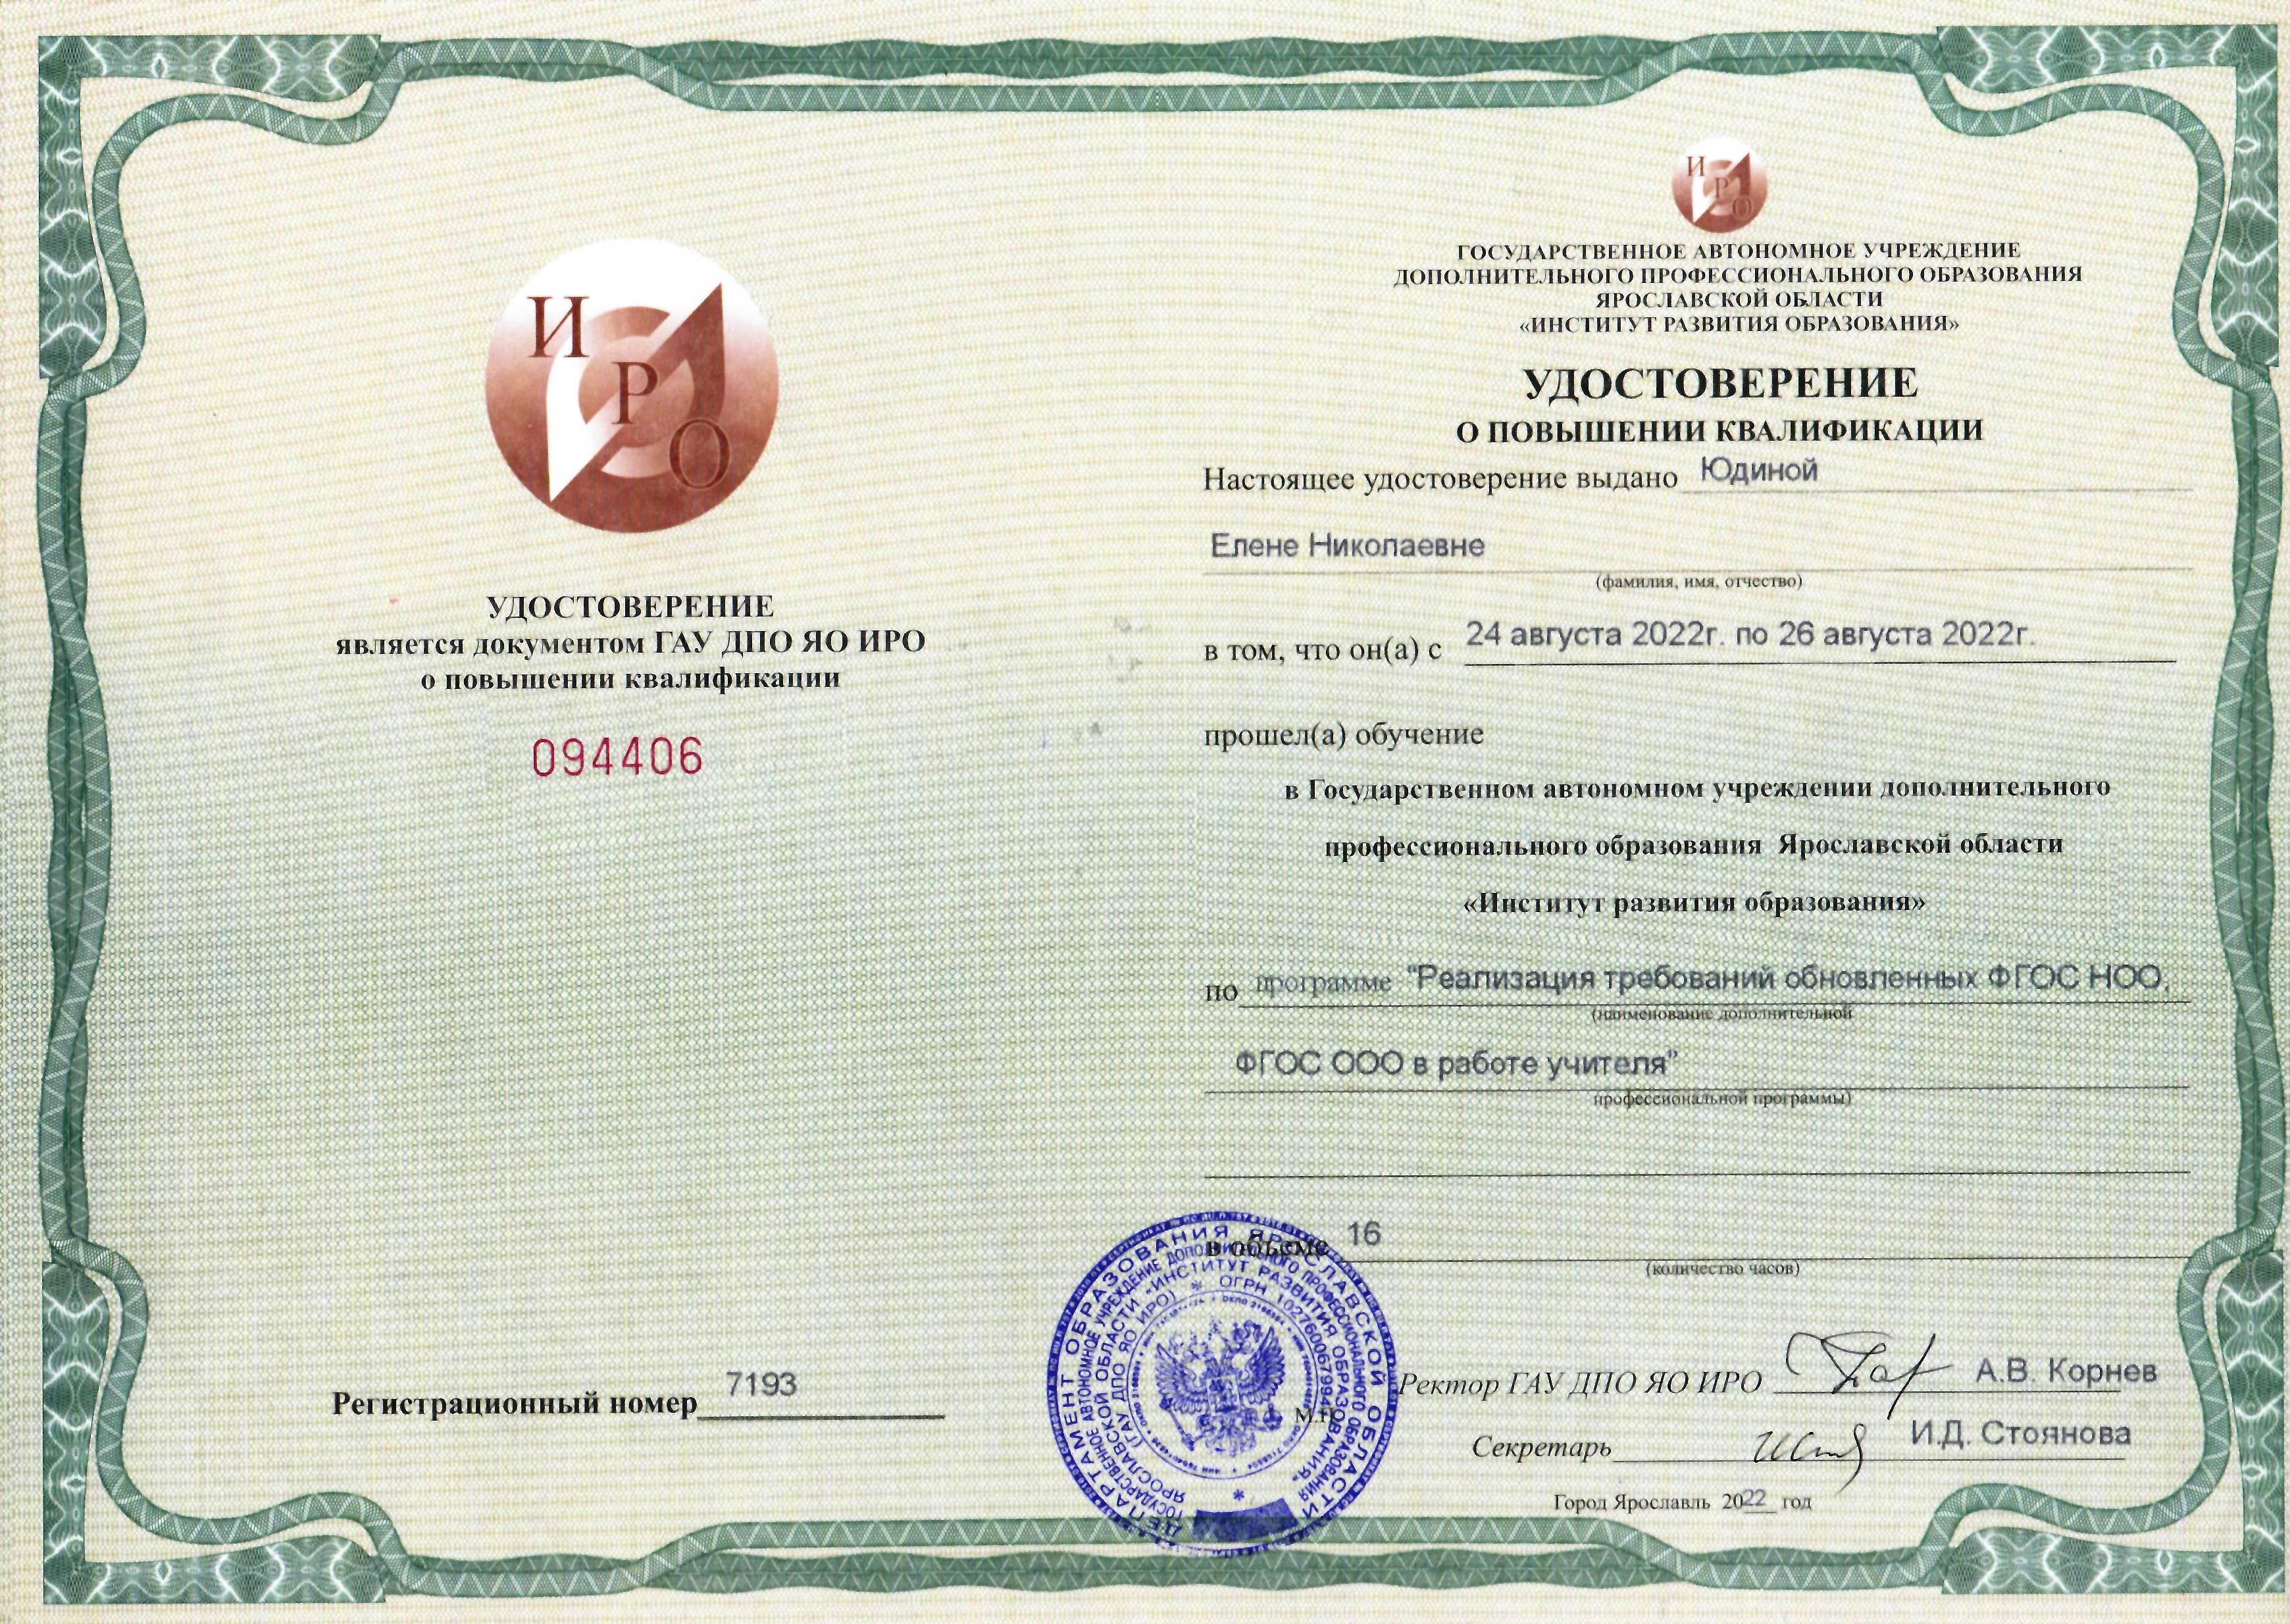 И
Р
О
УДОСТОВЕРЕНИЕ
является документом ГАУ ДПО ЯО ИРО
о повышении квалификации
094406
Регистрационный номер 7193
И
Р
О
ГОСУДАРСТВЕННОЕ АВТОНОМНОЕ УЧРЕЖДЕНИЕ
ДОПОЛНИТЕЛЬНОГО ПРОФЕССИОНАЛЬНОГО ОБРАЗОВАНИЯ
ЯРОСЛАВСКОЙ ОБЛАСТИ
«ИНСТИТУТ РАЗВИТИЯ ОБРАЗОВАНИЯ»
УДОСТОВЕРЕНИЕ
О ПОВЫШЕНИИ КВАЛИФИКАЦИИ
Настоящее удостоверение выдано Юдиной
Елене Николаевне
(фамилия, имя, отчество)
в том, что он(а) с 24 августа 2022г. по 26 августа 2022г.
прошел(а) обучение
в Государственном автономном учреждении дополнительного
профессионального образования Ярославской области
«Институт развития образования»
по программе "Реализация требований обновленных ФГОС НОО,
(наименование дополнительной
ФГОС ООО в работе учителя"
профессиональной программы)
в объеме 16
(количество часов)
Ректор ГАУ ДПО ЯО ИРО А.В. Корнев
М.П.
Секретарь И.Д. Стоянова
Город Ярославль 2022 год
ДЕПАРТАМЕНТ ОБРАЗОВАНИЯ ЯРОСЛАВСКОЙ ОБЛАСТИ
ГОСУДАРСТВЕННОЕ АВТОНОМНОЕ УЧРЕЖДЕНИЕ ДОПОЛНИТЕЛЬНОГО ПРОФЕССИОНАЛЬНОГО ОБРАЗОВАНИЯ
ЯРОСЛАВСКОЙ ОБЛАСТИ «ИНСТИТУТ РАЗВИТИЯ ОБРАЗОВАНИЯ»
(ГАУ ДПО ЯО ИРО) * ОГРН